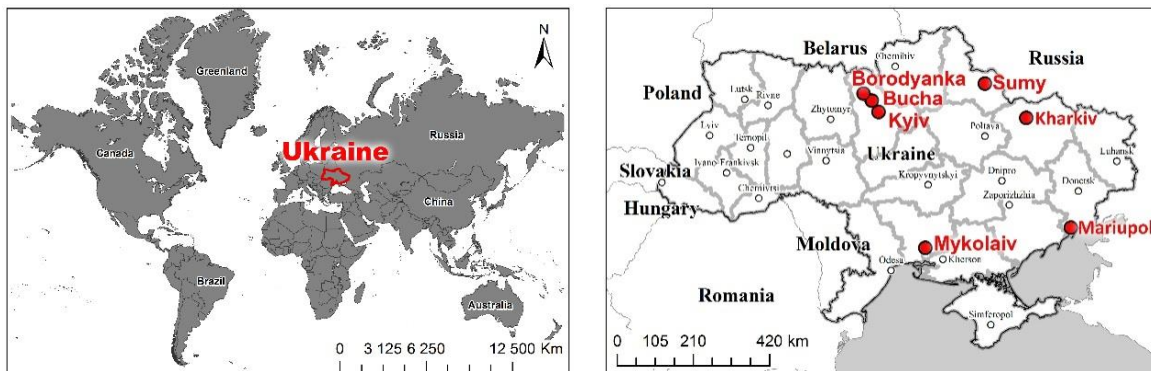 N
Greenland
Russia
Canada
Ukraine
China
Brazil
Australia
0 3 125 6 250 12 500 Km
Belarus
Chernihiv
Russia
Borodyanka
Sumy
Poland
Lutsk
Rivne
Bucha
Zhytomyr
Kyiv
Kharkiv
Lviv
Ternopil
Poltava
Vinnytsia
Ukraine
Luhansk
Ivano-Frankivsk
Slovakia
Dnipro
Kropyvnytskyi
Donetsk
Chernivtsi
Zaporizhzhia
Hungary
Mariupol
Moldova
Mykolaiv
Odesa
Kherson
Romania
Simferopol
0 105 210 420 km